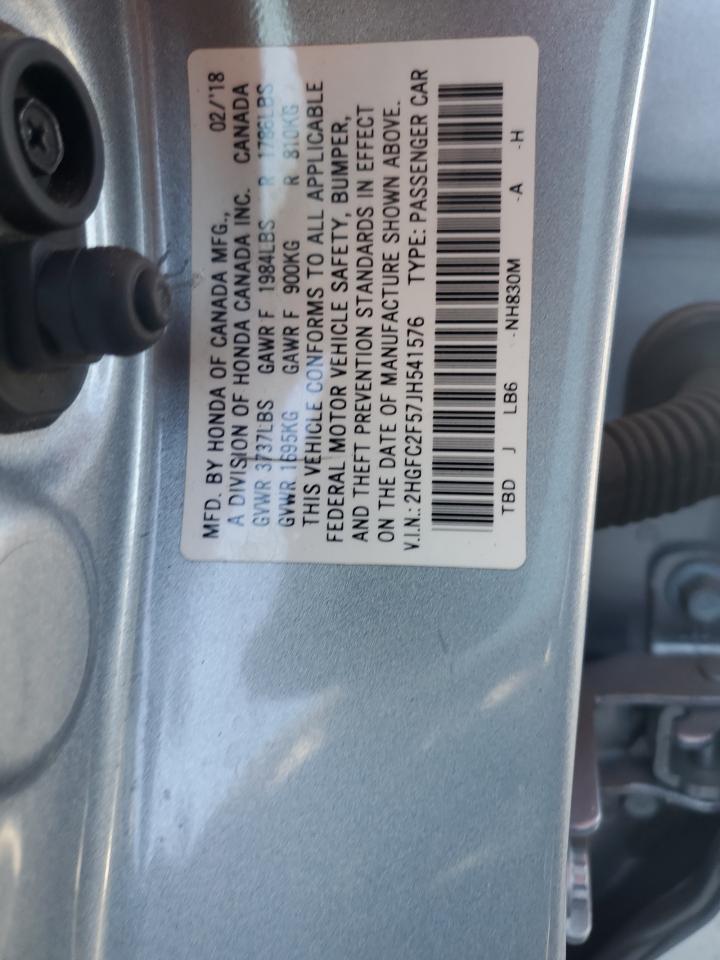 MFD. BY HONDA OF CANADA MFG., 02/'18
A DIVISION OF HONDA CANADA INC. CANADA
GVWR 3737LBS GAWR F 1984LBS R 1786LBS
GVWR 1695KG GAWR F 900KG R 810KG
THIS VEHICLE CONFORMS TO ALL APPLICABLE
FEDERAL MOTOR VEHICLE SAFETY, BUMPER,
AND THEFT PREVENTION STANDARDS IN EFFECT
ON THE DATE OF MANUFACTURE SHOWN ABOVE.
V.I.N.: 2HGFC2F57JH541576 TYPE: PASSENGER CAR
TBD J LB6 -NH830M -A -H